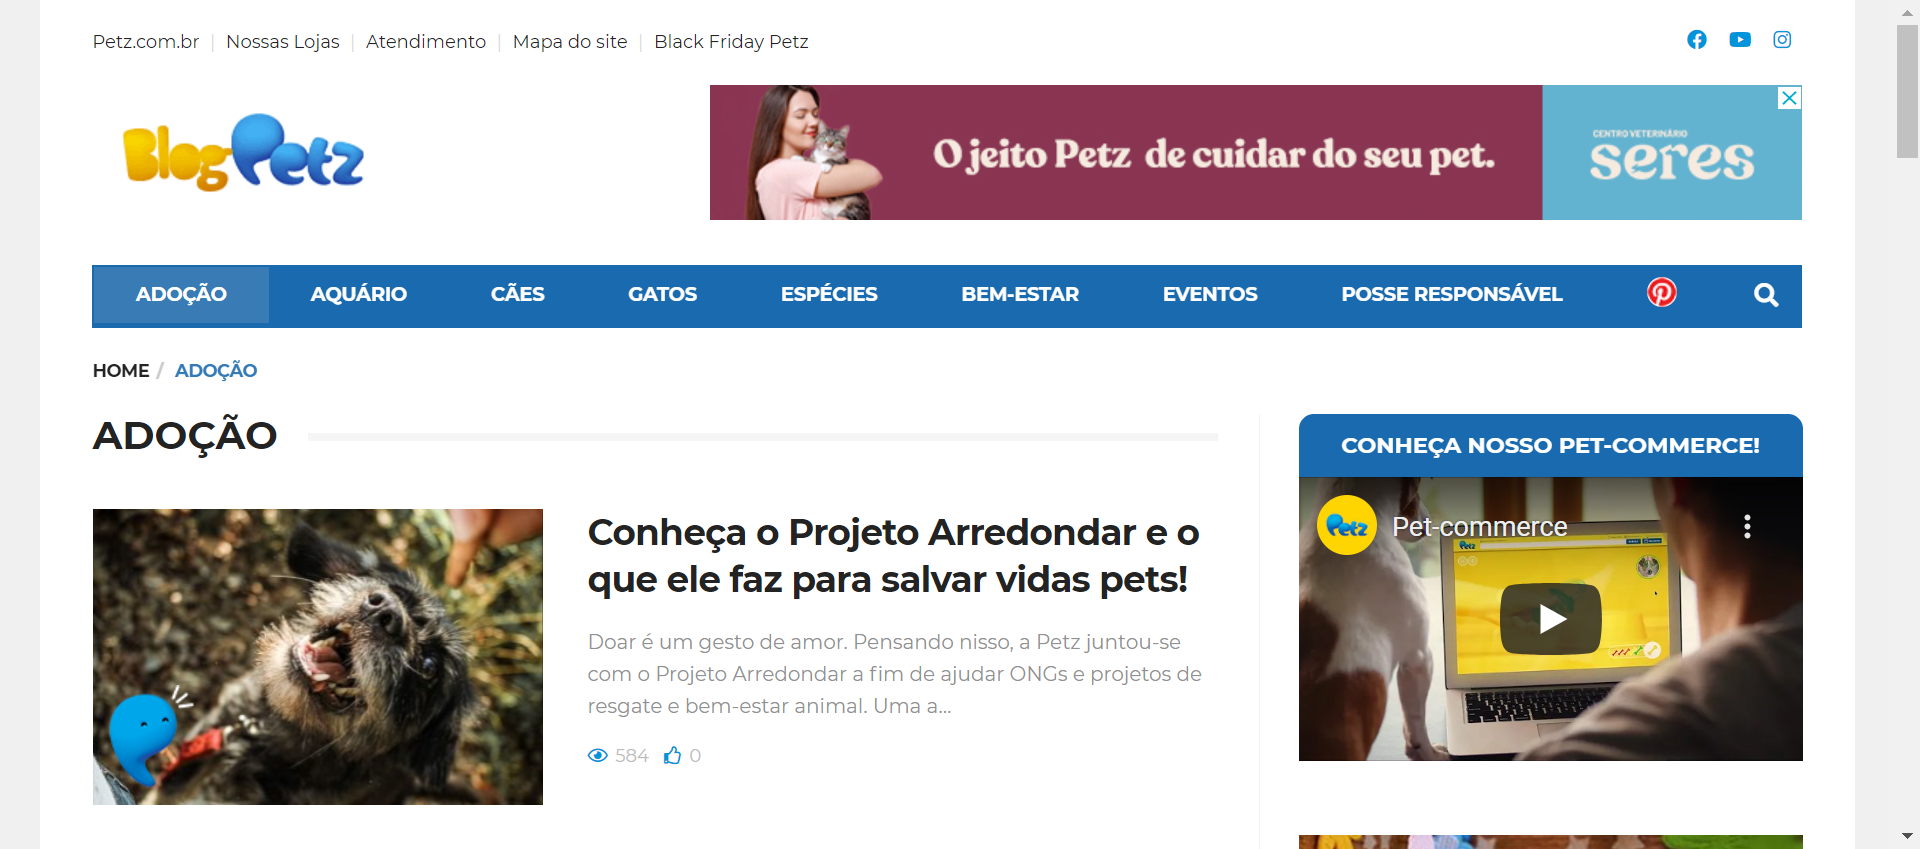 Petz.com.br | Nossas Lojas | Atendimento | Mapa do site | Black Friday Petz
Blog Petz
O jeito Petz de cuidar do seu pet.
CENTRO VETERINÁRIO
seres
ADOÇÃO AQUÁRIO CÃES GATOS ESPÉCIES BEM-ESTAR EVENTOS POSSE RESPONSÁVEL
HOME / ADOÇÃO
ADOÇÃO
Conheça o Projeto Arredondar e o
que ele faz para salvar vidas pets!
Doar é um gesto de amor. Pensando nisso, a Petz juntou-se
com o Projeto Arredondar a fim de ajudar ONGs e projetos de
resgate e bem-estar animal. Uma a...
584 0
CONHEÇA NOSSO PET-COMMERCE!
Petz Pet-commerce
Petz